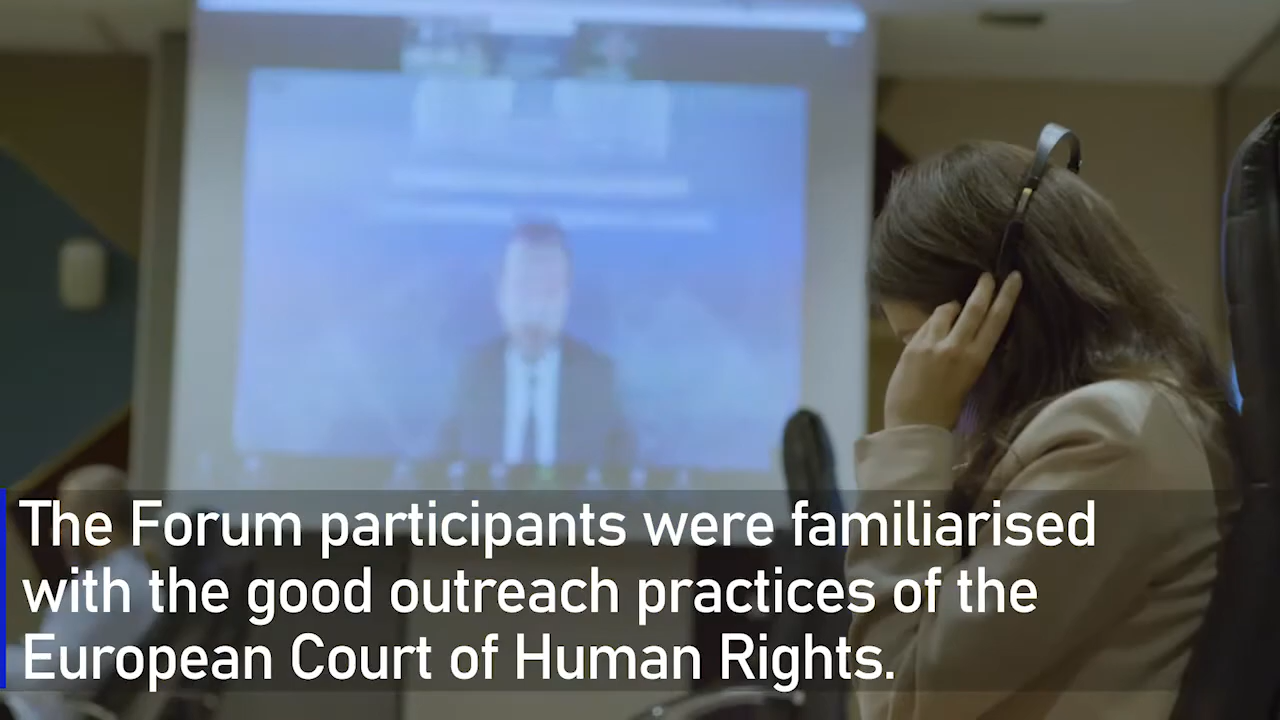 The Forum participants were familiarised
with the good outreach practices of the
European Court of Human Rights.